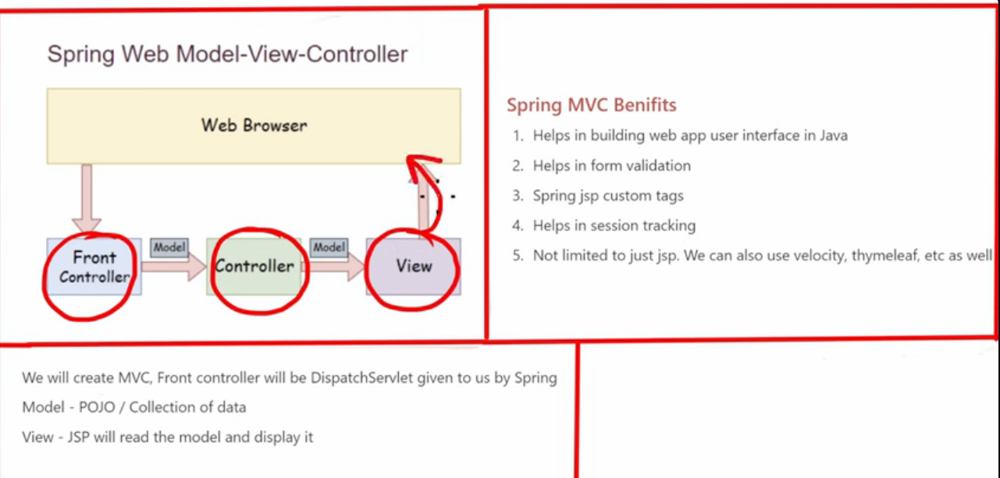 Spring Web Model-View-Controller
Web Browser
Front
Controller
Model
Controller
Model
View
Spring MVC Benifits
1. Helps in building web app user interface in Java
2. Helps in form validation
3. Spring jsp custom tags
4. Helps in session tracking
5. Not limited to just jsp. We can also use velocity, thymeleaf, etc as well
We will create MVC, Front controller will be DispatchServlet given to us by Spring
Model - POJO / Collection of data
View - JSP will read the model and display it